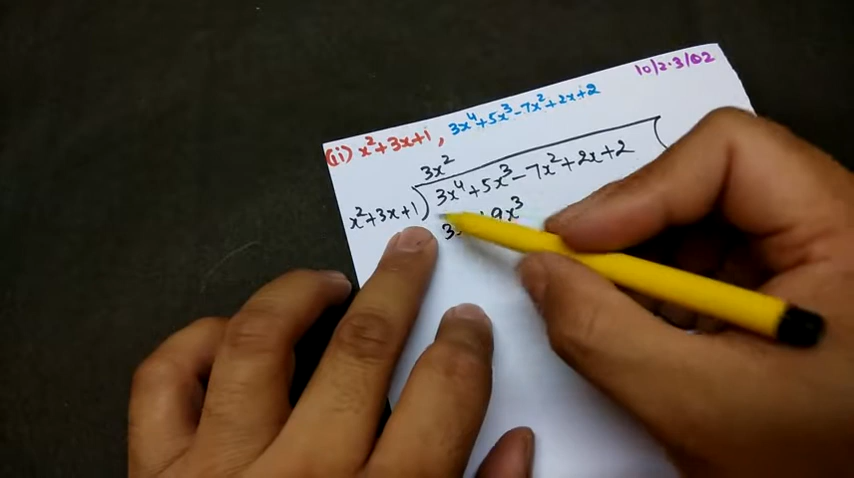 10/2.3/02
(ii) x²+3x+1, 3x⁴+5x³-7x²+2x+2
3x²
x²+3x+1) 3x⁴+5x³-7x²+2x+2 (
9x³